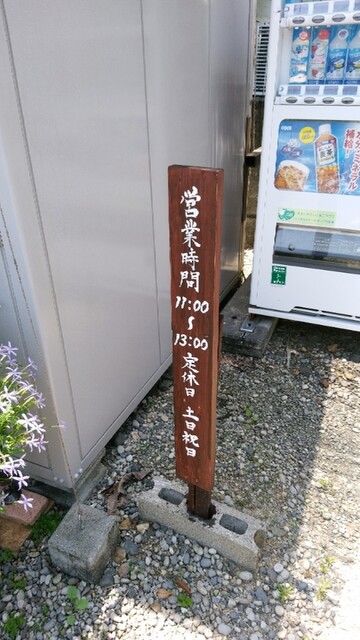 営業時間
11:00
〜
13:00
定休日
土日祝日